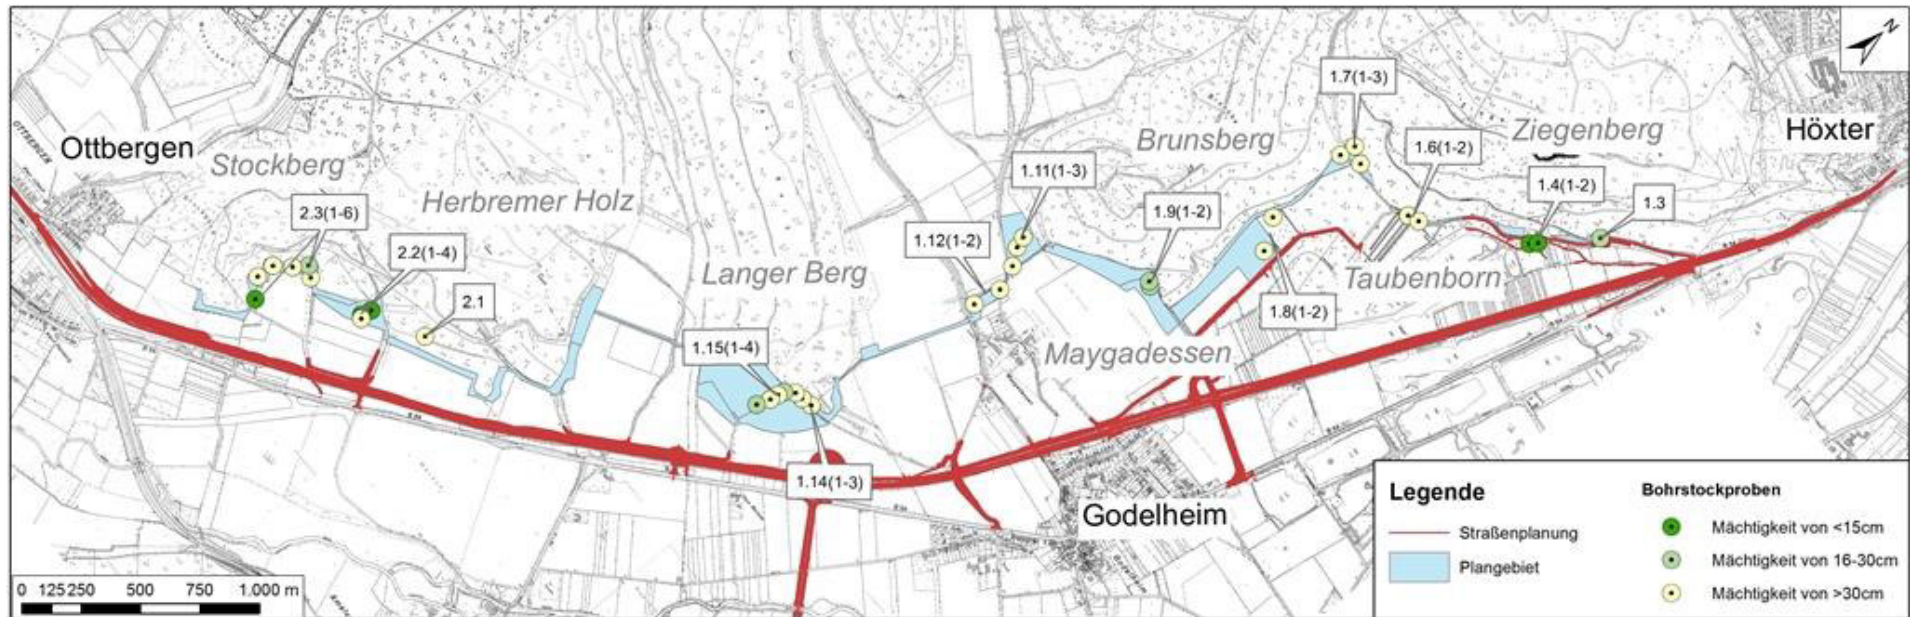 N
Ottbergen
OTTBERGEN
Stockberg
Herbremer Holz
Langer Berg
Brunsberg
Ziegenberg
Höxter
Taubenborn
Maygadessen
Godelheim
2.3(1-6)
2.2(1-4)
2.1
1.15(1-4)
1.14(1-3)
1.12(1-2)
1.11(1-3)
1.9(1-2)
1.8(1-2)
1.7(1-3)
1.6(1-2)
1.4(1-2)
1.3
0 125 250 500 750 1.000 m
Legende
Straßenplanung
Plangebiet
Bohrstockproben
Mächtigkeit von <15cm
Mächtigkeit von 16-30cm
Mächtigkeit von >30cm